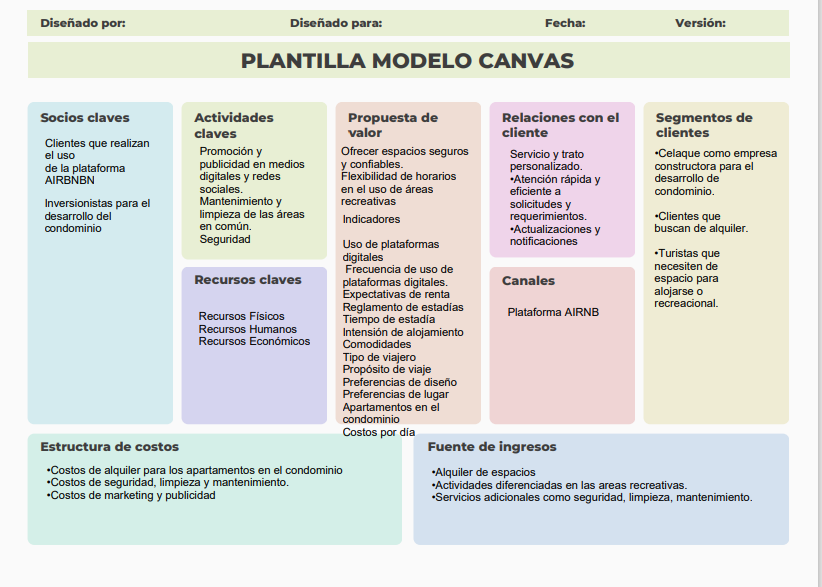 Diseñado por: Diseñado para: Fecha: Versión:
PLANTILLA MODELO CANVAS
Socios claves
Clientes que realizan
el uso
de la plataforma
AIRBNBN
Inversionistas para el
desarrollo del
condominio
Actividades
claves
Promoción y
publicidad en medios
digitales y redes
sociales.
Mantenimiento y
limpieza de las áreas
en común.
Seguridad
Recursos claves
Recursos Físicos
Recursos Humanos
Recursos Económicos
Propuesta de
valor
Ofrecer espacios seguros
y confiables.
Flexibilidad de horarios
en el uso de áreas
recreativas
Indicadores
Uso de plataformas
digitales
Frecuencia de uso de
plataformas digitales.
Expectativas de renta
Reglamento de estadías
Tiempo de estadía
Intensión de alojamiento
Comodidades
Tipo de viajero
Propósito de viaje
Preferencias de diseño
Preferencias de lugar
Apartamentos en el
condominio
Costos por día
Relaciones con el
cliente
Servicio y trato
personalizado.
•Atención rápida y
eficiente a
solicitudes y
requerimientos.
•Actualizaciones y
notificaciones
Canales
Plataforma AIRNB
Segmentos de
clientes
•Celaque como empresa
constructora para el
desarrollo de
condominio.
•Clientes que
buscan de alquiler.
•Turistas que
necesiten de
espacio para
alojarse o
recreacional.
Estructura de costos
•Costos de alquiler para los apartamentos en el condominio
•Costos de seguridad, limpieza y mantenimiento.
•Costos de marketing y publicidad
Fuente de ingresos
•Alquiler de espacios
•Actividades diferenciadas en las areas recreativas.
•Servicios adicionales como seguridad, limpieza, mantenimiento.